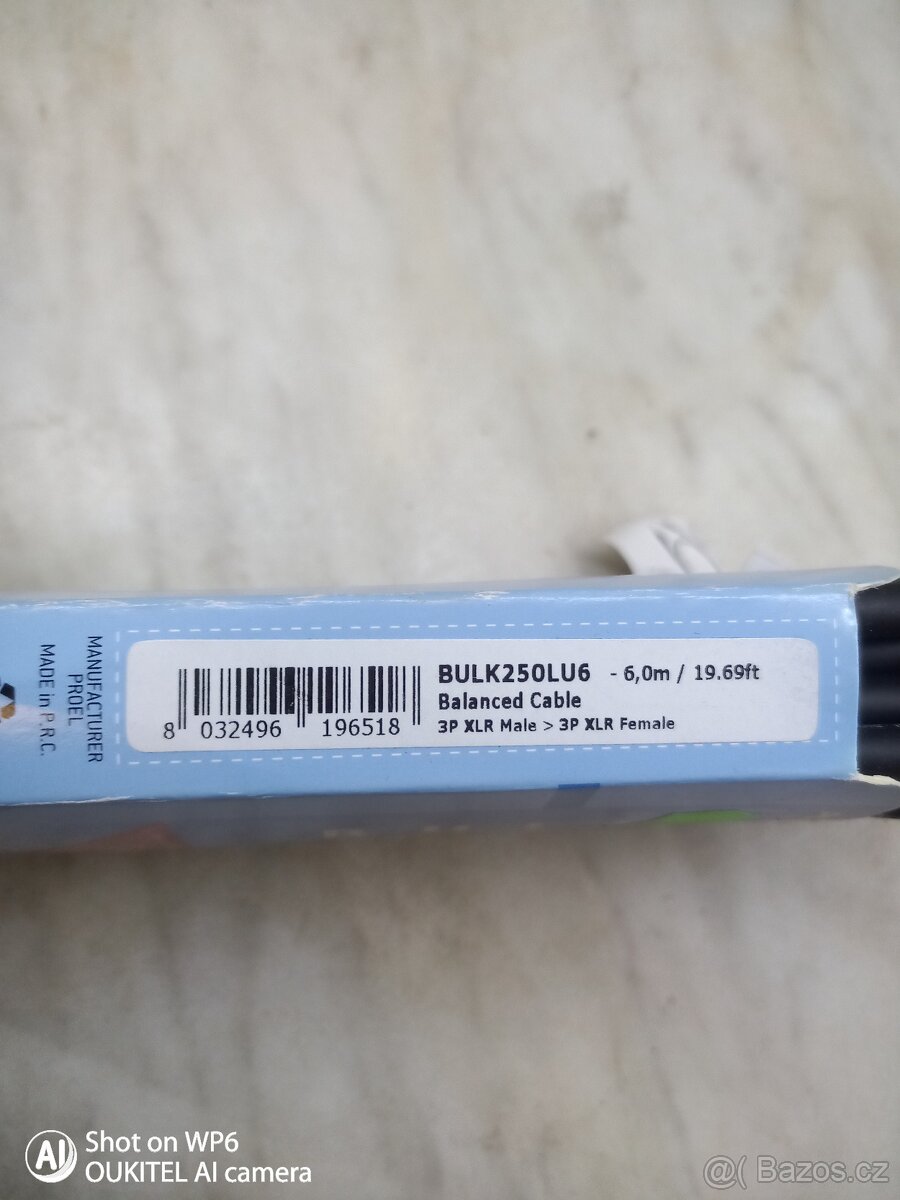 MANUFACTURER
PROEL
MADE in P.R.C.
BULK250LU6 - 6,0m / 19.69ft
Balanced Cable
3P XLR Male > 3P XLR Female
8 032496 196518
AI Shot on WP6
OUKITEL AI camera
@( Bazos.cz